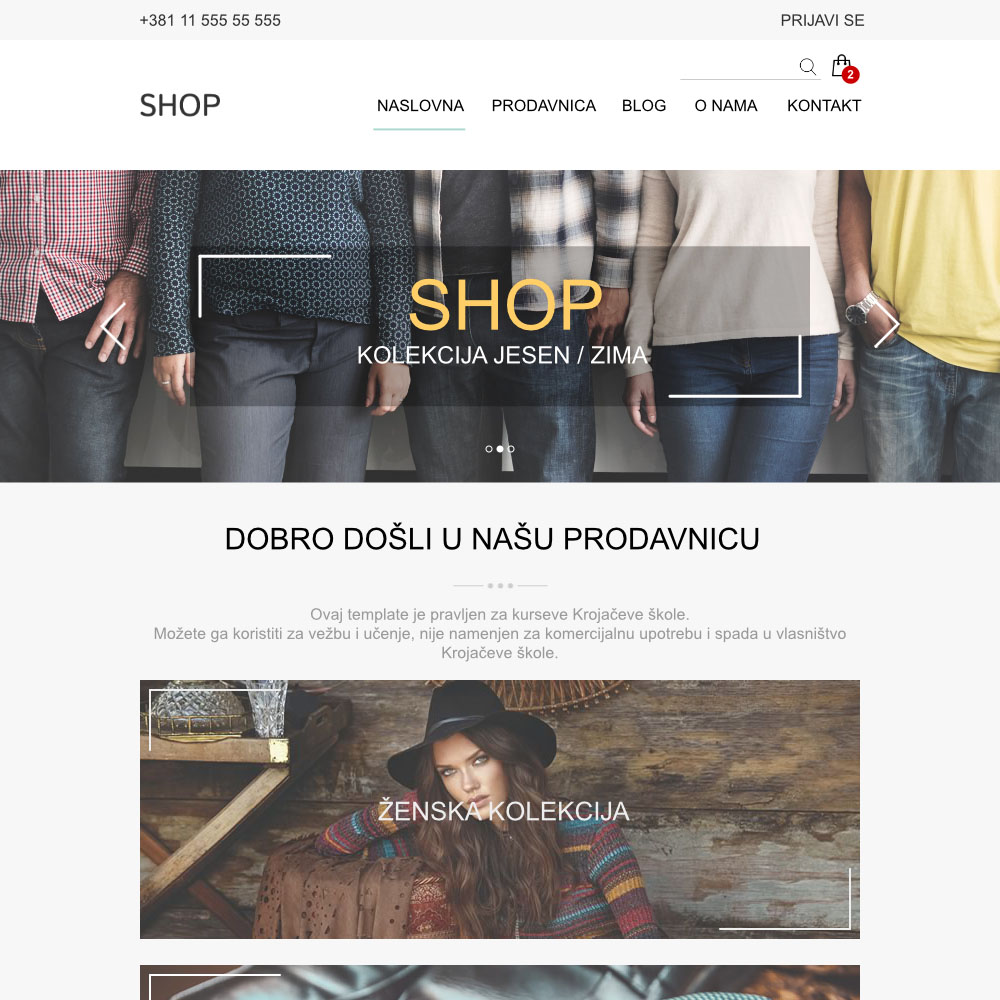 +381 11 555 55 555
PRIJAVI SE
2
SHOP
NASLOVNA PRODAVNICA BLOG O NAMA KONTAKT
SHOP
KOLEKCIJA JESEN / ZIMA
DOBRO DOŠLI U NAŠU PRODAVNICU
Ovaj template je pravljen za kurseve Krojačeve škole.
Možete ga koristiti za vežbu i učenje, nije namenjen za komercijalnu upotrebu i spada u vlasništvo
Krojačeve škole.
ŽENSKA KOLEKCIJA